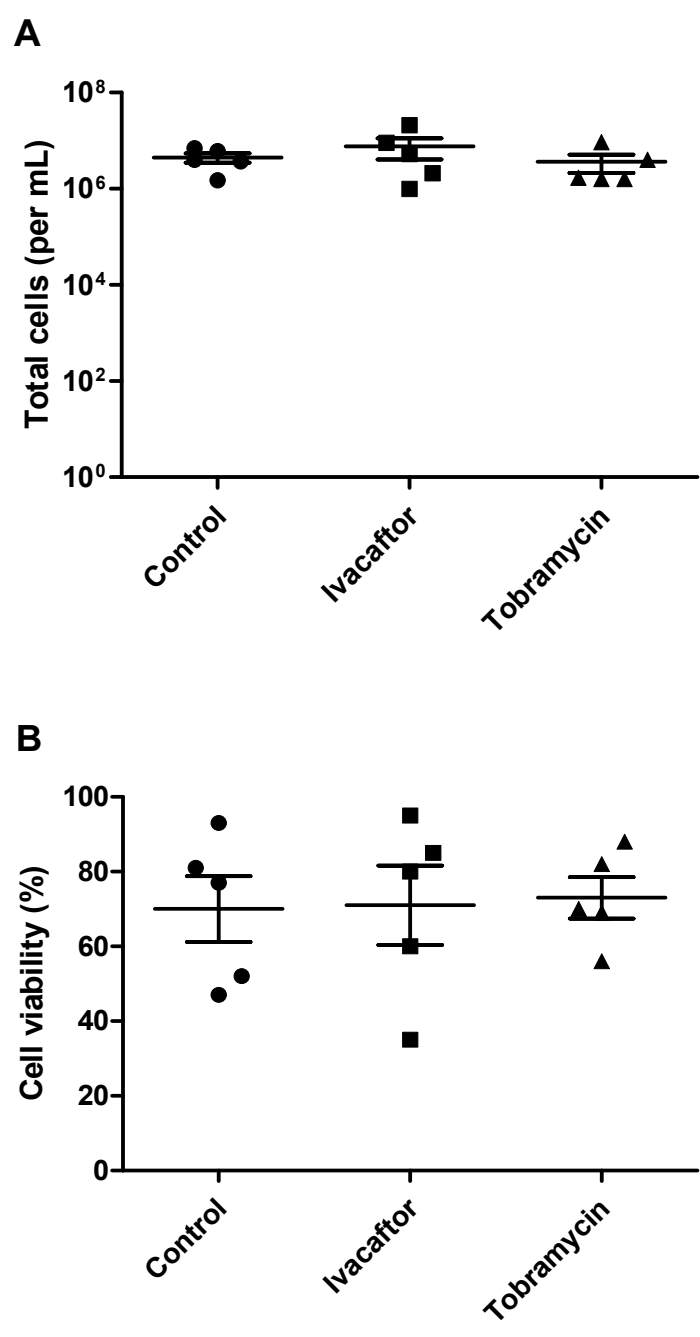 A
Total cells (per mL)
10⁸
10⁶
10⁴
10²
10⁰
Control
Ivacaftor
Tobramycin
B
Cell viability (%)
100
80
60
40
20
0
Control
Ivacaftor
Tobramycin